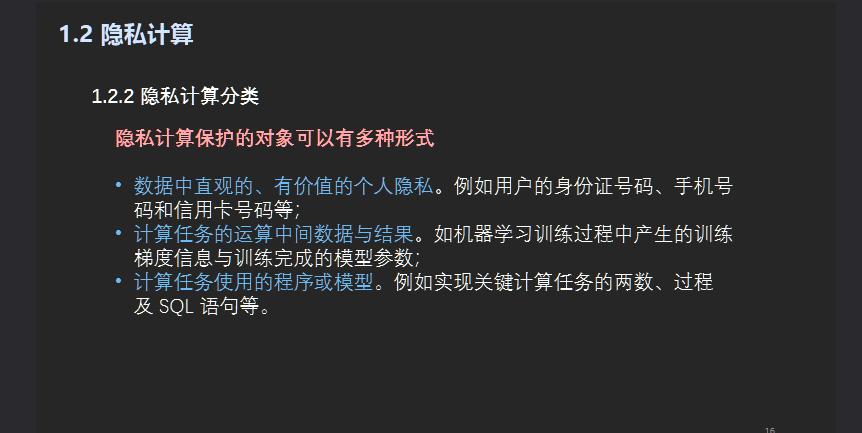 1.2 隐私计算
1.2.2 隐私计算分类
隐私计算保护的对象可以有多种形式
• 数据中直观的、有价值的个人隐私。例如用户的身份证号码、手机号
码和信用卡号码等；
• 计算任务的运算中间数据与结果。如机器学习训练过程中产生的训练
梯度信息与训练完成的模型参数；
• 计算任务使用的程序或模型。例如实现关键计算任务的两数、过程
及 SQL 语句等。
16